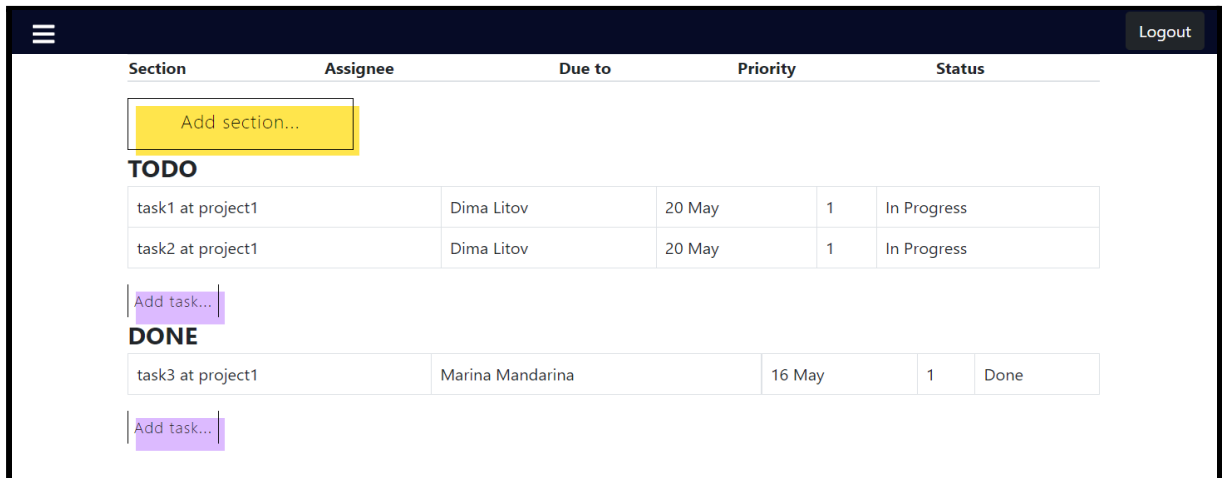 Logout
Section Assignee Due to Priority Status
Add section...
TODO
task1 at project1 Dima Litov 20 May 1 In Progress
task2 at project1 Dima Litov 20 May 1 In Progress
Add task...
DONE
task3 at project1 Marina Mandarina 16 May 1 Done
Add task...